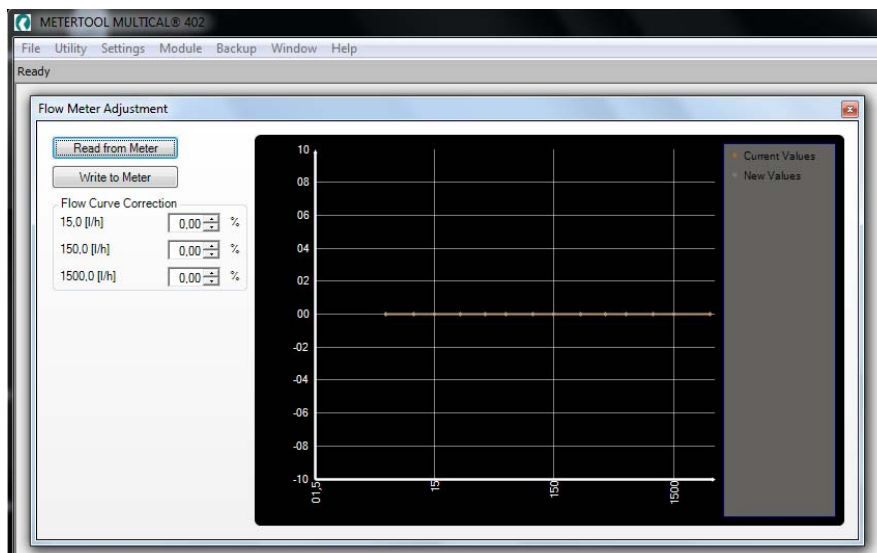 METERTOOL MULTICAL® 402
File Utility Settings Module Backup Window Help
Ready
Flow Meter Adjustment
Read from Meter
Write to Meter
Flow Curve Correction
15,0 [l/h] 0,00 %
150,0 [l/h] 0,00 %
1500,0 [l/h] 0,00 %
10
08
06
04
02
00
-02
-04
-06
-08
-10
01,5
15
150
1500
Current Values
New Values